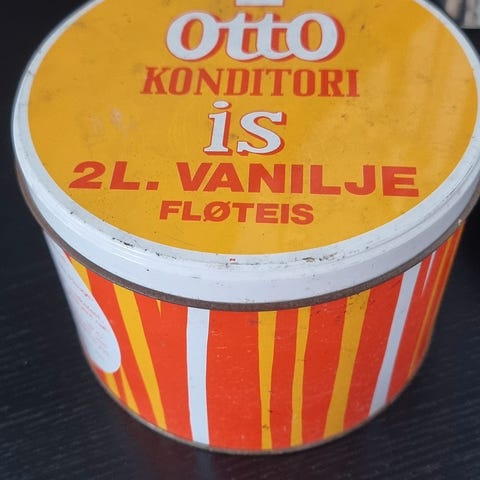 otto
KONDITORI
is
2L. VANILJE
FLØTEIS